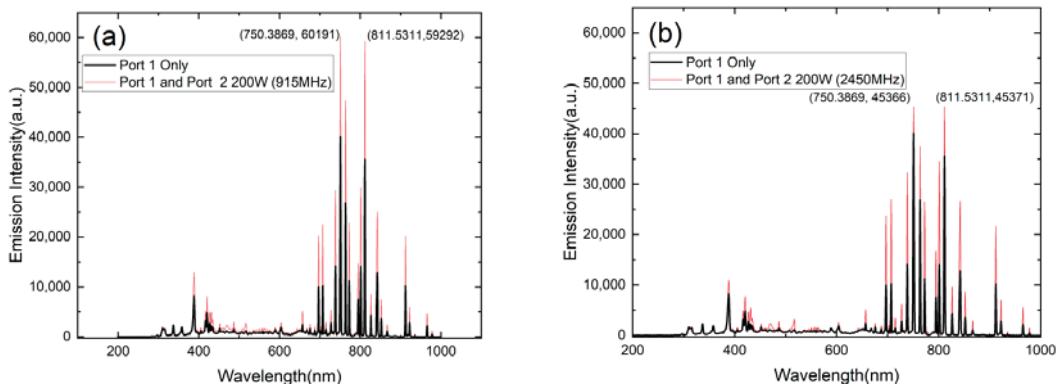 (a)
(750.3869, 60191)
(811.5311,59292)
Port 1 Only
Port 1 and Port 2 200W (915MHz)
Emission Intensity(a.u.)
60,000
50,000
40,000
30,000
20,000
10,000
0
200
400
600
800
1000
Wavelength(nm)
(b)
Port 1 Only
Port 1 and Port 2 200W (2450MHz)
(750.3869, 45366)
(811.5311,45371)
Emission Intensity(a.u.)
60,000
50,000
40,000
30,000
20,000
10,000
0
200
400
600
800
1000
Wavelength(nm)